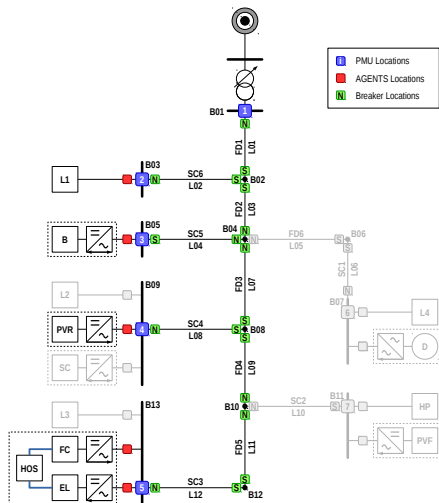 i PMU Locations
AGENTS Locations
N Breaker Locations
B01
1
N
FD1
L01
B03
SC6
S
L1
2
N
L02
S
B02
S
FD2
L03
B05
SC5
B04
N
FD6
B06
B
3
S
L04
N
N
L05
S
N
S
SC1
L06
B09
FD3
L07
N
L2
B07
6
L4
SC4
S
PVR
4
N
L08
S
B08
S
D
SC
FD4
L09
B13
N
SC2
B11
L3
B10
N
L10
7
HP
N
FC
FD5
L11
PVF
HOS
SC3
S
EL
5
N
L12
S
B12